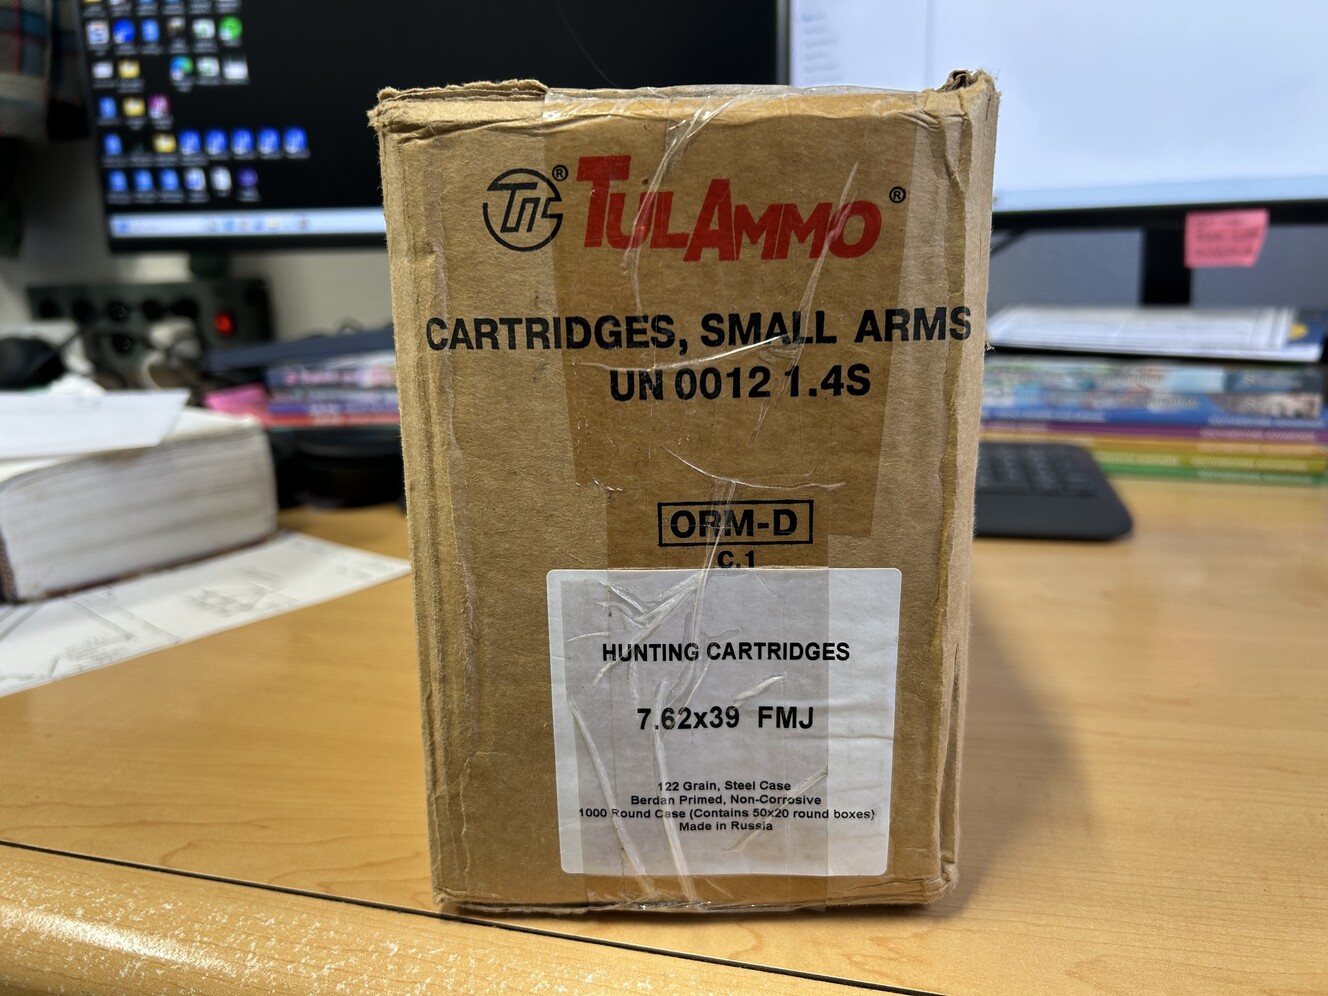 TULAMMO®
CARTRIDGES, SMALL ARMS
UN 0012 1.4S
ORM-D
C.1
HUNTING CARTRIDGES
7.62x39 FMJ
122 Grain, Steel Case
Berdan Primed, Non-Corrosive
1000 Round Case (Contains 50x20 round boxes)
Made in Russia